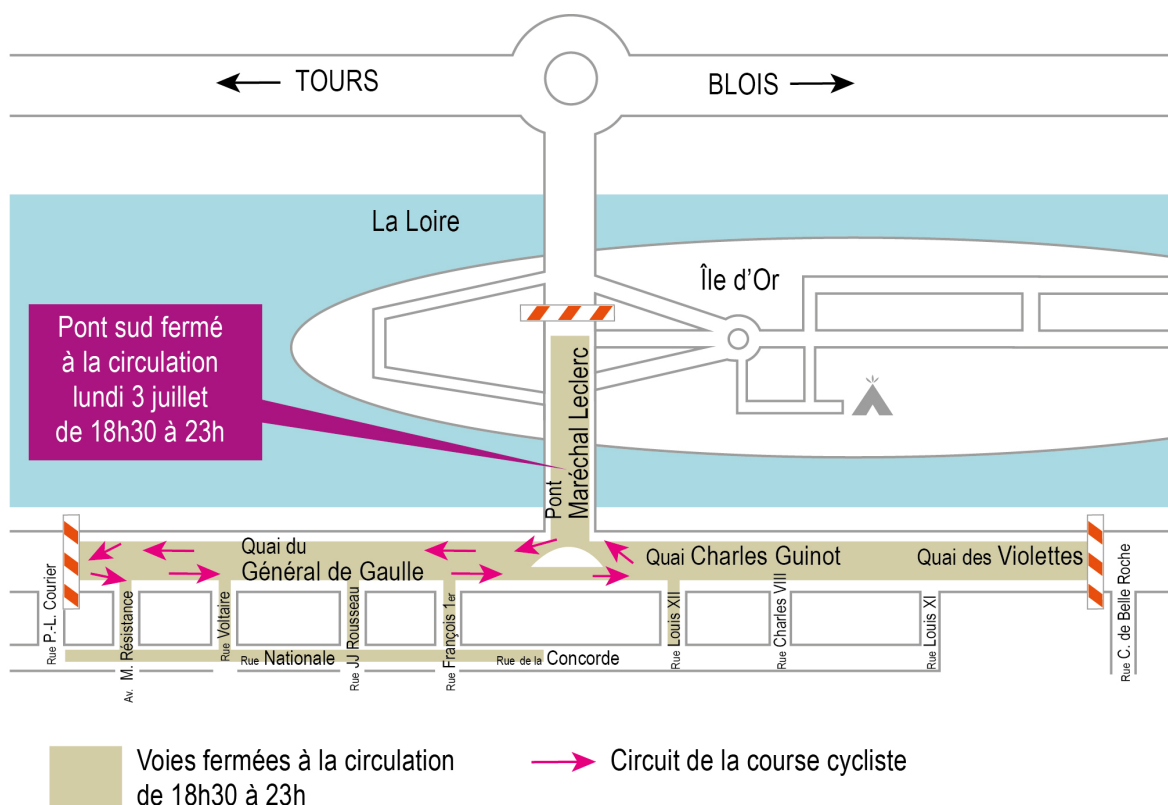 TOURS
BLOIS
La Loire
Île d'Or
Pont sud fermé
à la circulation
lundi 3 juillet
de 18h30 à 23h
Pont
Maréchal Leclerc
Quai du
Général de Gaulle
Quai Charles Guinot
Quai des Violettes
Rue P.-L. Courier
Av. M. Résistance
Rue Voltaire
Rue JJ Rousseau
Rue François 1er
Rue Louis XII
Rue Charles VIII
Rue Louis XI
Rue C. de Belle Roche
Rue Nationale
Rue de la Concorde
Voies fermées à la circulation
de 18h30 à 23h
Circuit de la course cycliste